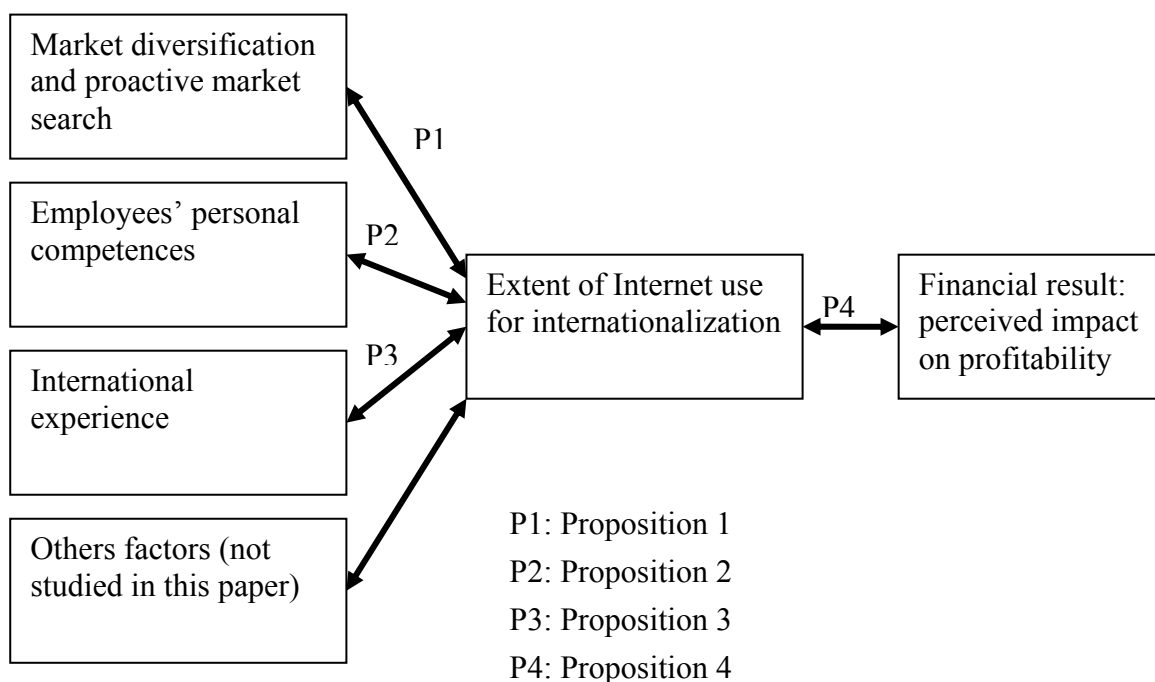 Market diversification
and proactive market
search
P1
Employees' personal
competences
P2
Extent of Internet use
for internationalization
P4
Financial result:
perceived impact
on profitability
International
experience
P3
Others factors (not
studied in this paper)
P1: Proposition 1
P2: Proposition 2
P3: Proposition 3
P4: Proposition 4